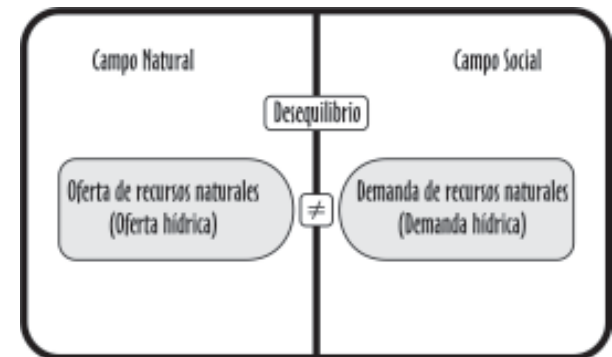 Campo Natural
Campo Social
Desequilibrio
Oferta de recursos naturales
(Oferta hídrica)
≠
Demanda de recursos naturales
(Demanda hídrica)